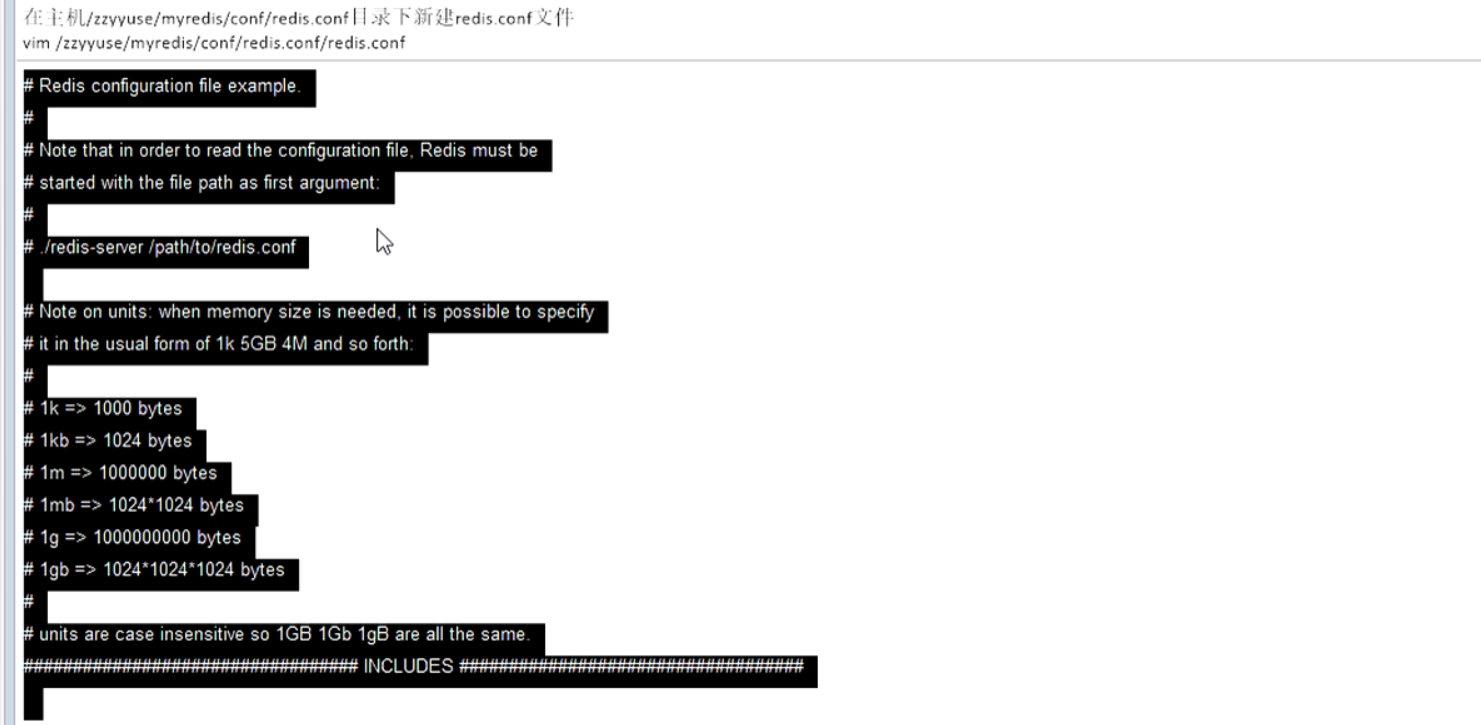 在主机/zzyyuse/myredis/conf/redis.conf目录下新建redis.conf文件
vim /zzyyuse/myredis/conf/redis.conf/redis.conf
# Redis configuration file example.
#
# Note that in order to read the configuration file, Redis must be
# started with the file path as first argument:
#
# ./redis-server /path/to/redis.conf
# Note on units: when memory size is needed, it is possible to specify
# it in the usual form of 1k 5GB 4M and so forth:
#
# 1k => 1000 bytes
# 1kb => 1024 bytes
# 1m => 1000000 bytes
# 1mb => 1024*1024 bytes
# 1g => 1000000000 bytes
# 1gb => 1024*1024*1024 bytes
#
# units are case insensitive so 1GB 1Gb 1gB are all the same.
################################## INCLUDES ###################################